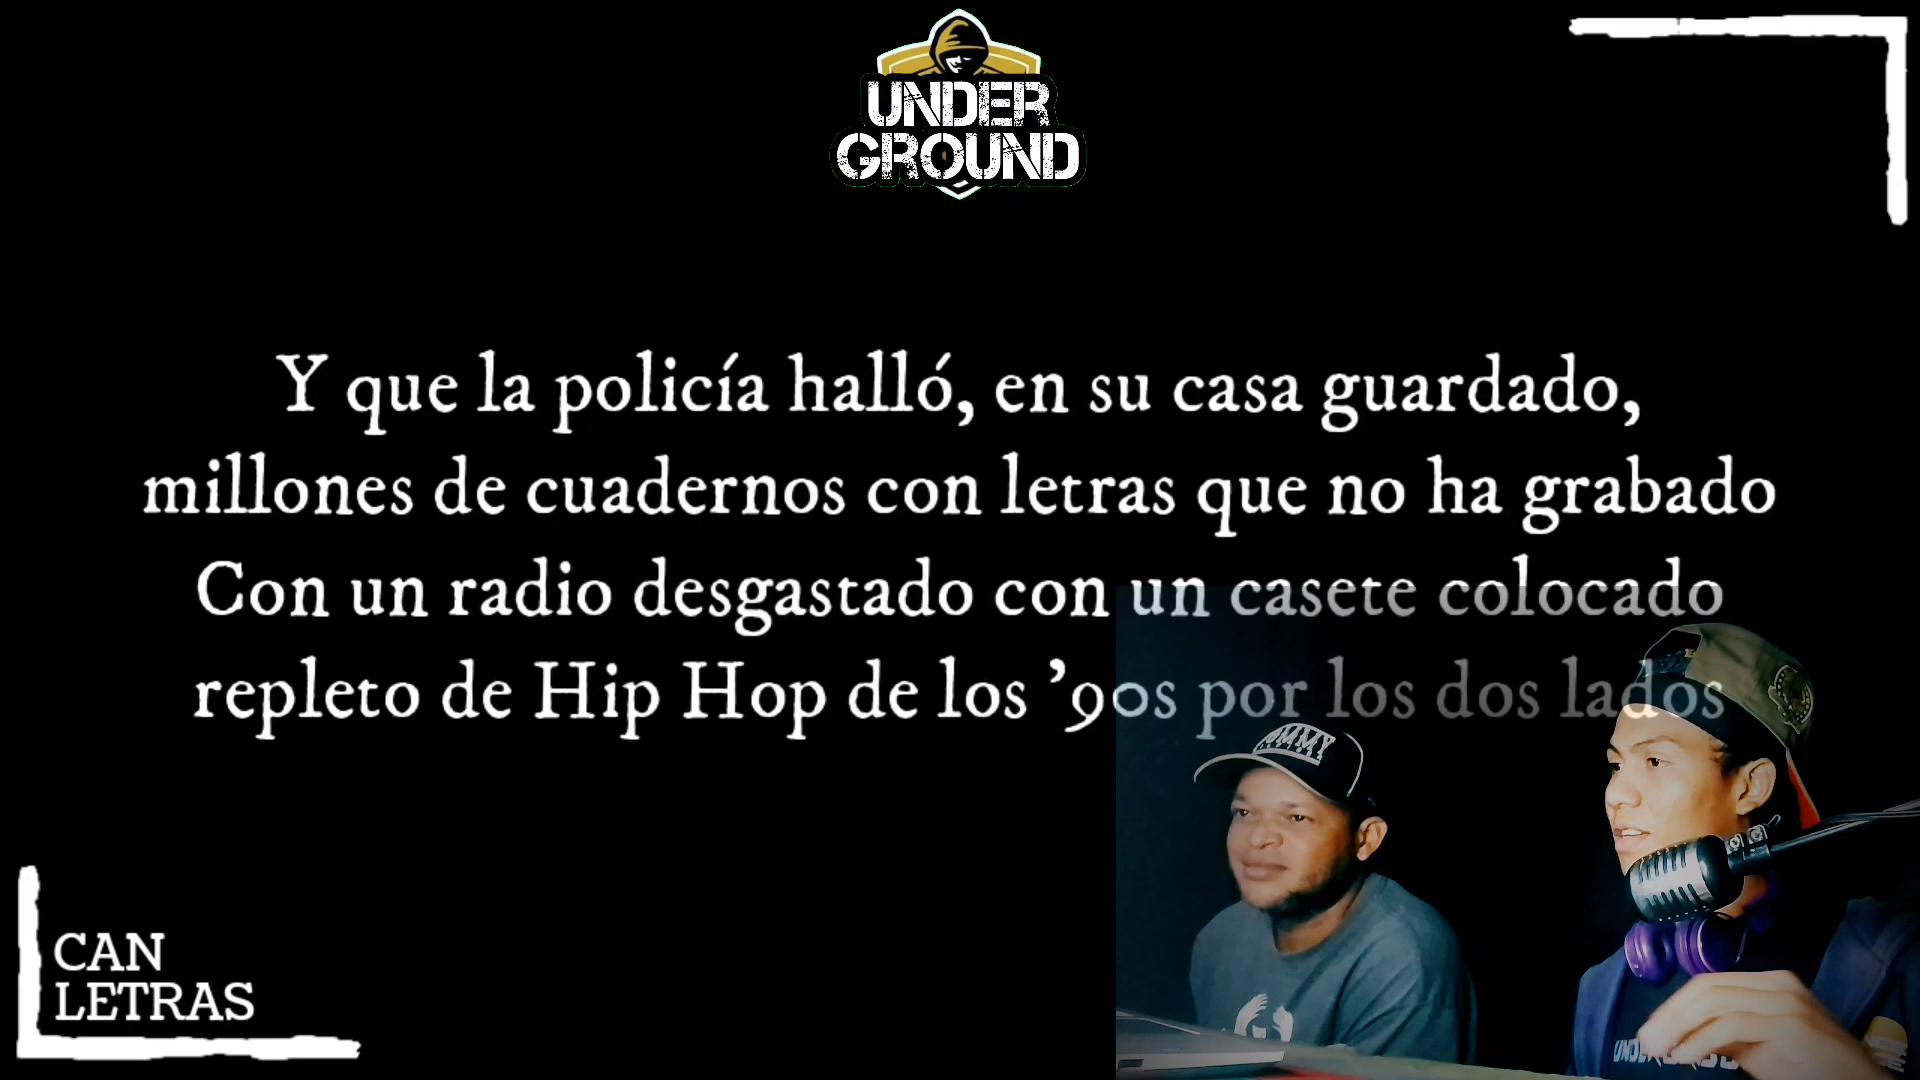 UNDER
GROUND
Y que la policía halló, en su casa guardado,
millones de cuadernos con letras que no ha grabado
Con un radio desgastado con un casete colocado
repleto de Hip Hop de los '90s por los dos lados
TOMMY
CAN
LETRAS